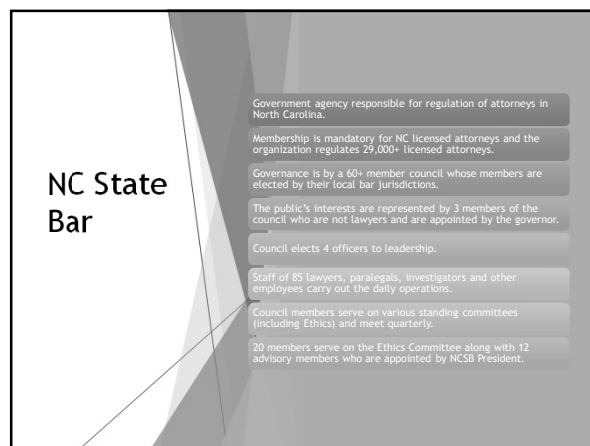 NC State
Bar
Government agency responsible for regulation of attorneys in
North Carolina.
Membership is mandatory for NC licensed attorneys and the
organization regulates 29,000+ licensed attorneys.
Governance is by a 60+ member council whose members are
elected by their local bar jurisdictions.
The public's interests are represented by 3 members of the
council who are not lawyers and are appointed by the governor.
Council elects 4 officers to leadership.
Staff of 85 lawyers, paralegals, investigators and other
employees carry out the daily operations.
Council members serve on various standing committees
(including Ethics) and meet quarterly.
20 members serve on the Ethics Committee along with 12
advisory members who are appointed by NCSB President.